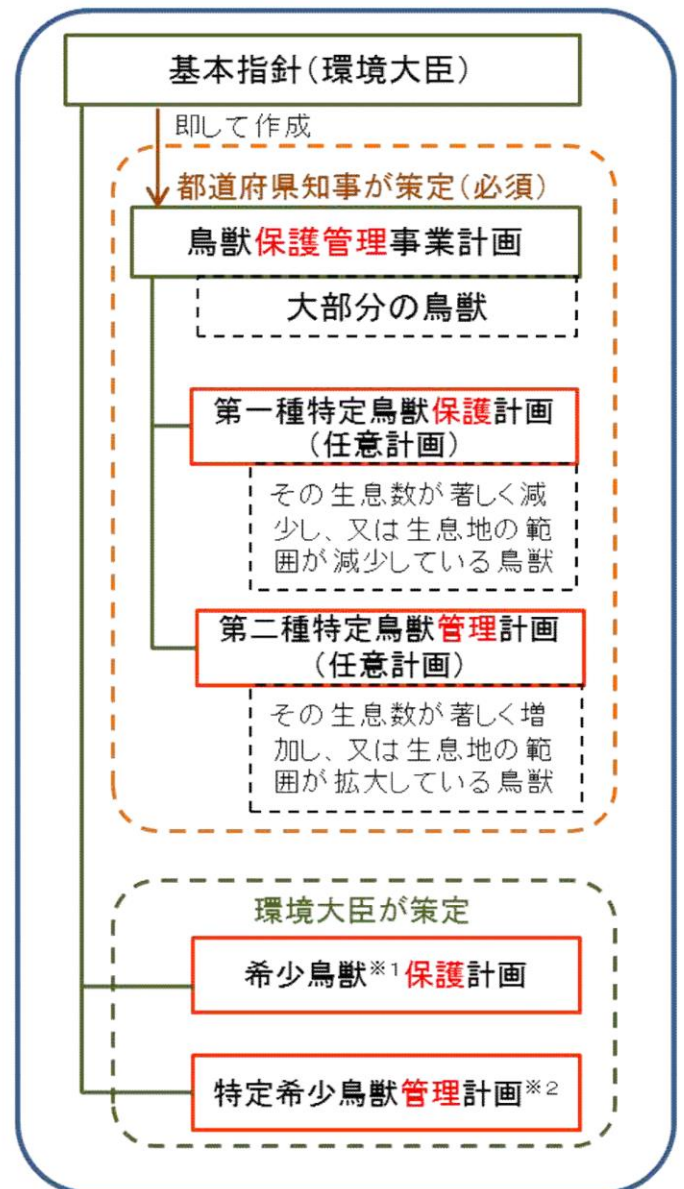 基本指針(環境大臣)
即して作成
都道府県知事が策定(必須)
鳥獣保護管理事業計画
大部分の鳥獣
第一種特定鳥獣保護計画
(任意計画)
その生息数が著しく減
少し、又は生息地の範
囲が減少している鳥獣
第二種特定鳥獣管理計画
(任意計画)
その生息数が著しく増
加し、又は生息地の範
囲が拡大している鳥獣
環境大臣が策定
希少鳥獣※1保護計画
特定希少鳥獣管理計画※2